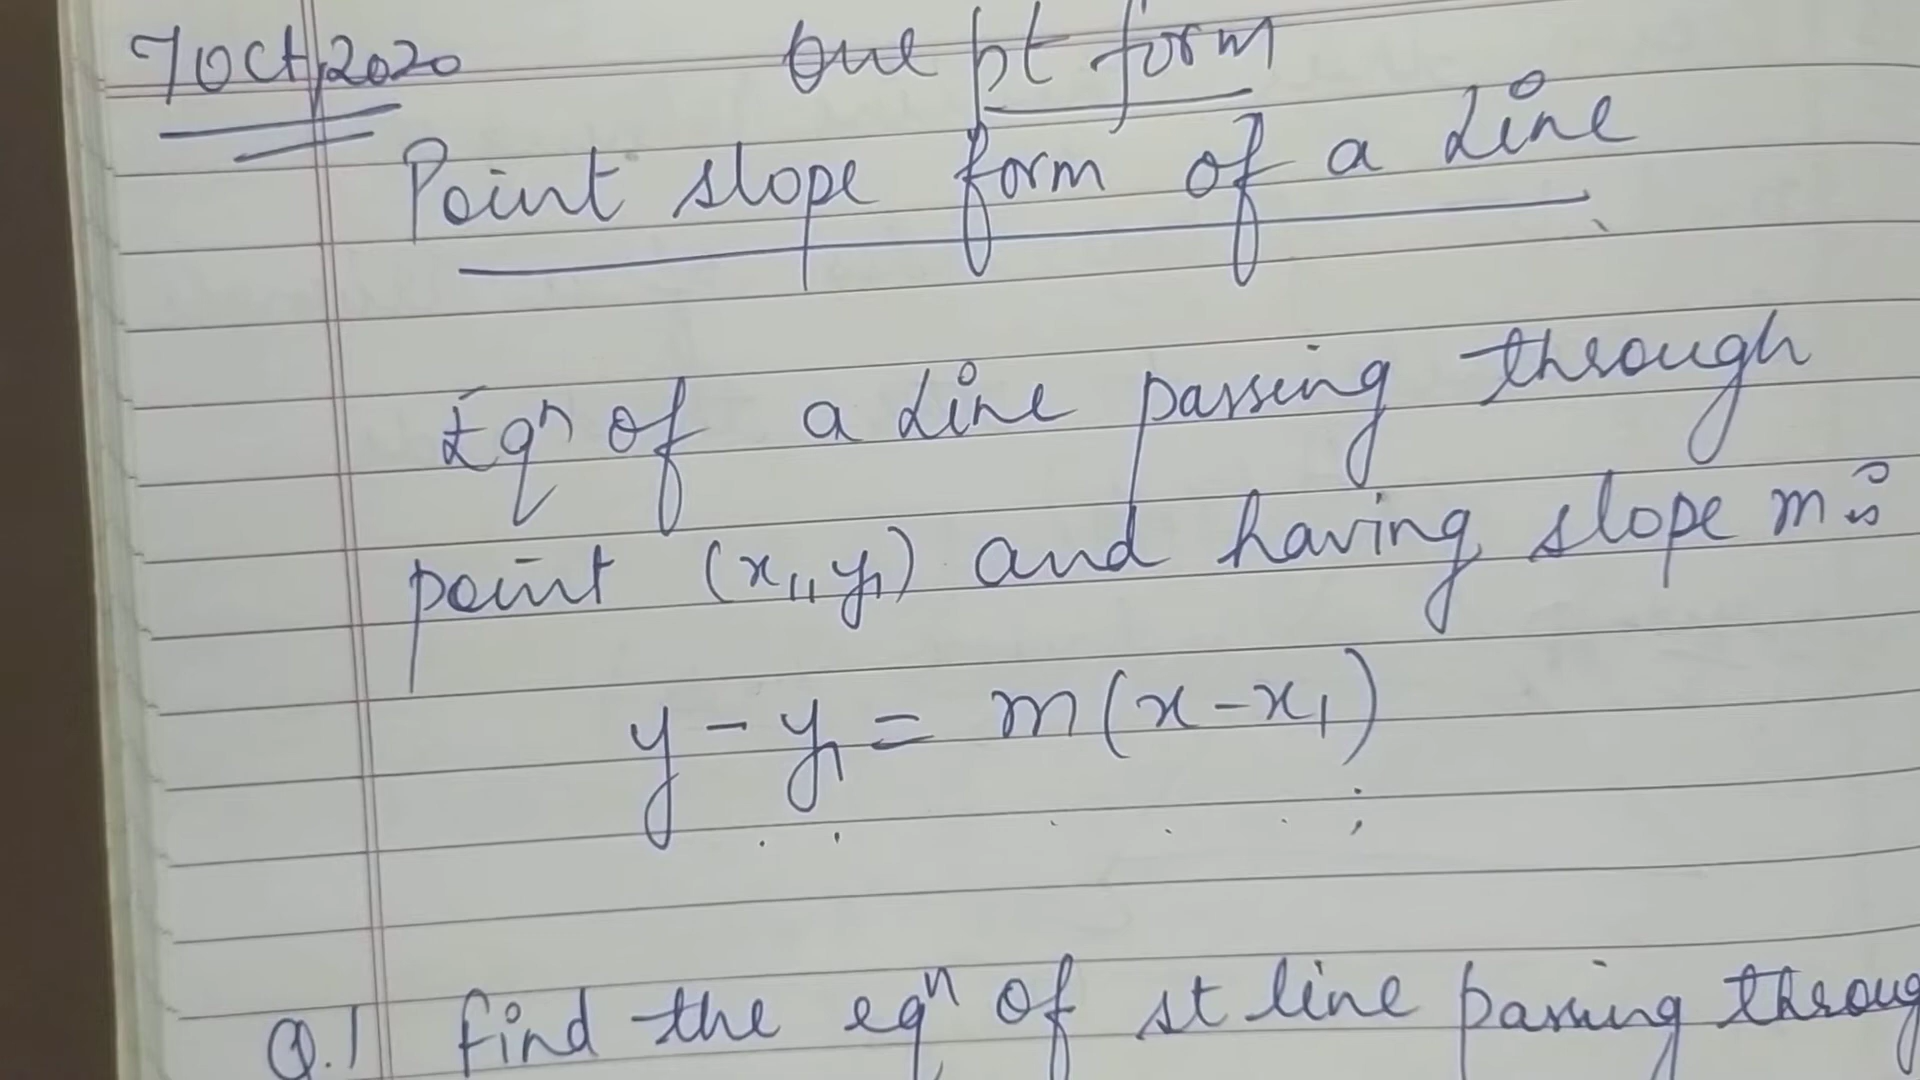 7 Oct, 2020
One pt form
Point slope form of a Line
Eqⁿ of a Line passing through
point (x₁, y₁) and having slope m is
y - y₁ = m(x - x₁)
Q.1 find the eqⁿ of st line passing throug